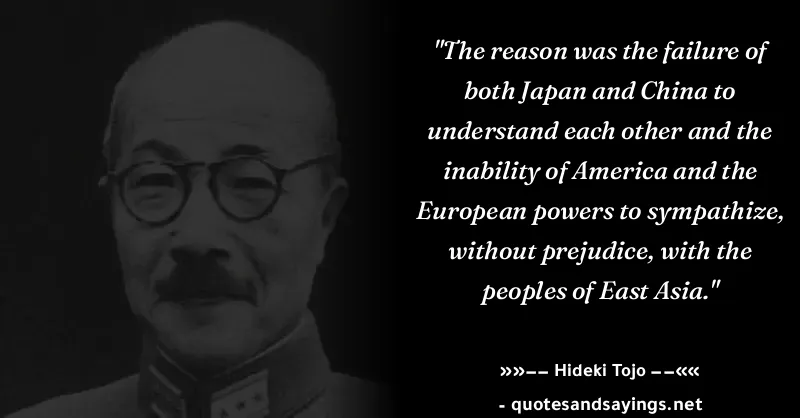 "The reason was the failure of
both Japan and China to
understand each other and the
inability of America and the
European powers to sympathize,
without prejudice, with the
peoples of East Asia."
»»–– Hideki Tojo ––««
- quotesandsayings.net